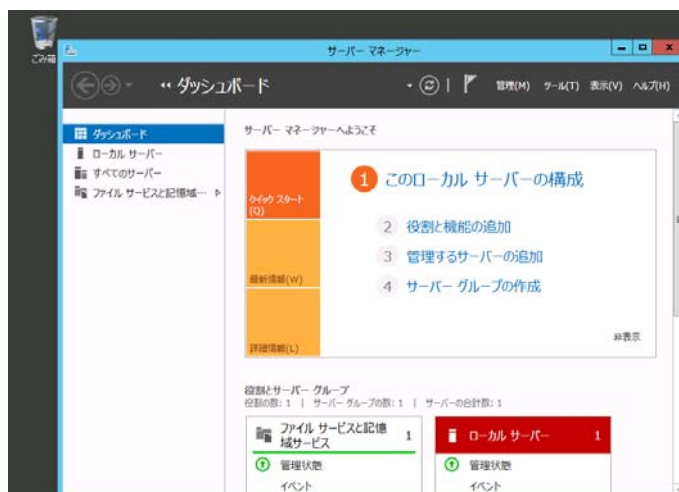 ごみ箱
サーバー マネージャー
ダッシュボード
管理(M) ツール(T) 表示(V) ヘルプ(H)
ダッシュボード
ローカル サーバー
すべてのサーバー
ファイル サービスと記憶域…
サーバー マネージャーへようこそ
クイック スタート(Q)
最新情報(W)
詳細情報(L)
1 このローカル サーバーの構成
2 役割と機能の追加
3 管理するサーバーの追加
4 サーバー グループの作成
非表示
役割とサーバー グループ
役割の数: 1 | サーバー グループの数: 1 | サーバーの合計数: 1
ファイル サービスと記憶 1
域サービス
管理状態
イベント
ローカル サーバー 1
管理状態
イベント